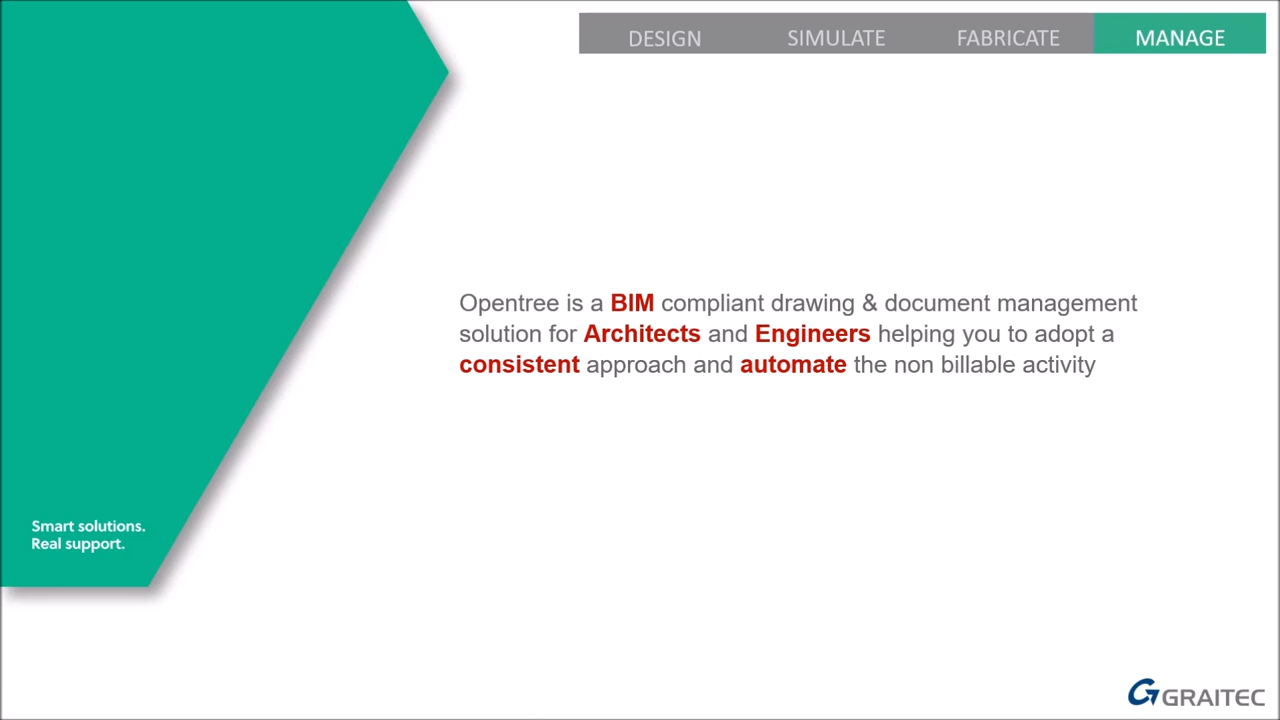 DESIGN SIMULATE FABRICATE MANAGE
Opentree is a BIM compliant drawing & document management
solution for Architects and Engineers helping you to adopt a
consistent approach and automate the non billable activity
Smart solutions.
Real support.
GRAITEC